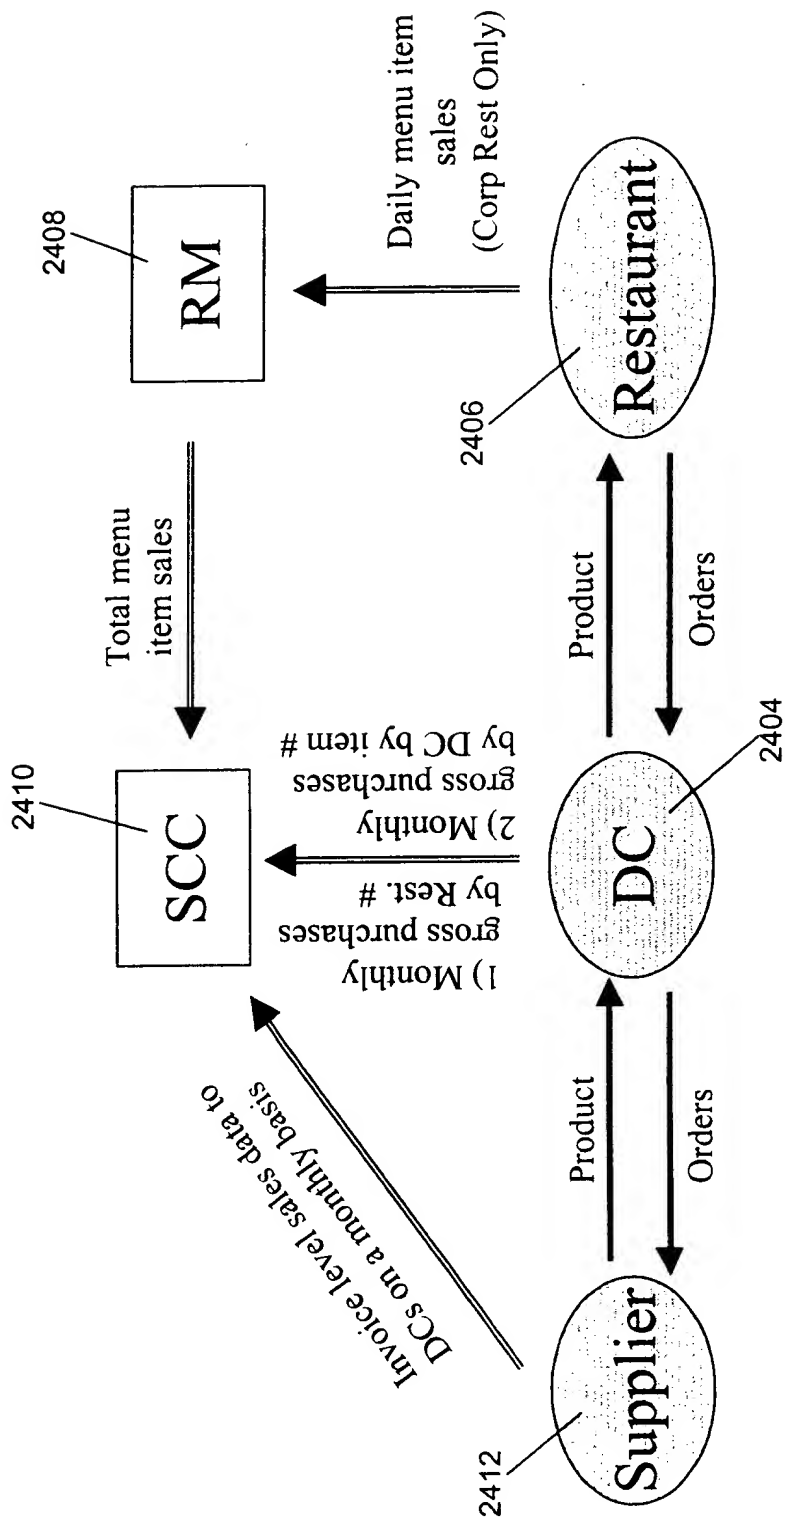 2410
SCC
Total menu
item sales
2408
RM
Invoice level sales data to
DCs on a monthly basis
1) Monthly
gross purchases
by Rest. #
2) Monthly
gross purchases
by DC by item #
Daily menu item
sales
(Corp Rest Only)
2412
Supplier
Product
Orders
DC
2404
Product
Orders
2406
Restaurant